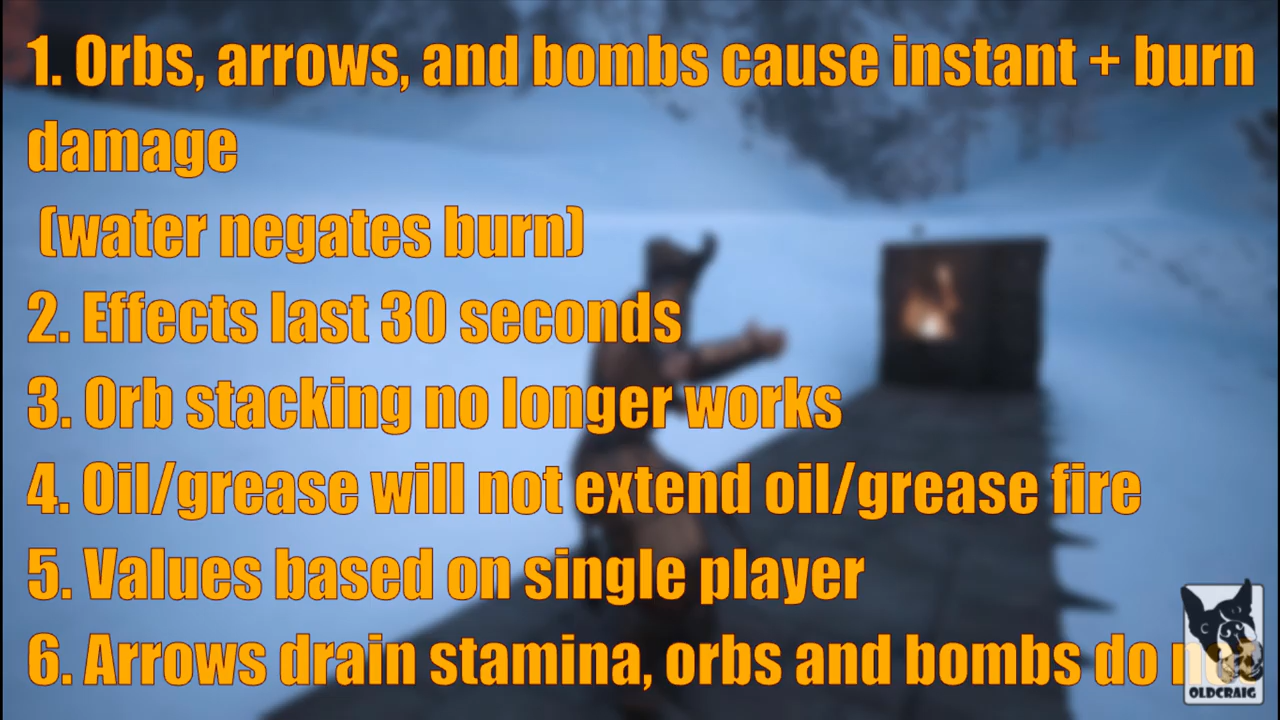 1. Orbs, arrows, and bombs cause instant + burn
damage
(water negates burn)
2. Effects last 30 seconds
3. Orb stacking no longer works
4. Oil/grease will not extend oil/grease fire
5. Values based on single player
6. Arrows drain stamina, orbs and bombs do not
OLDCRAIG